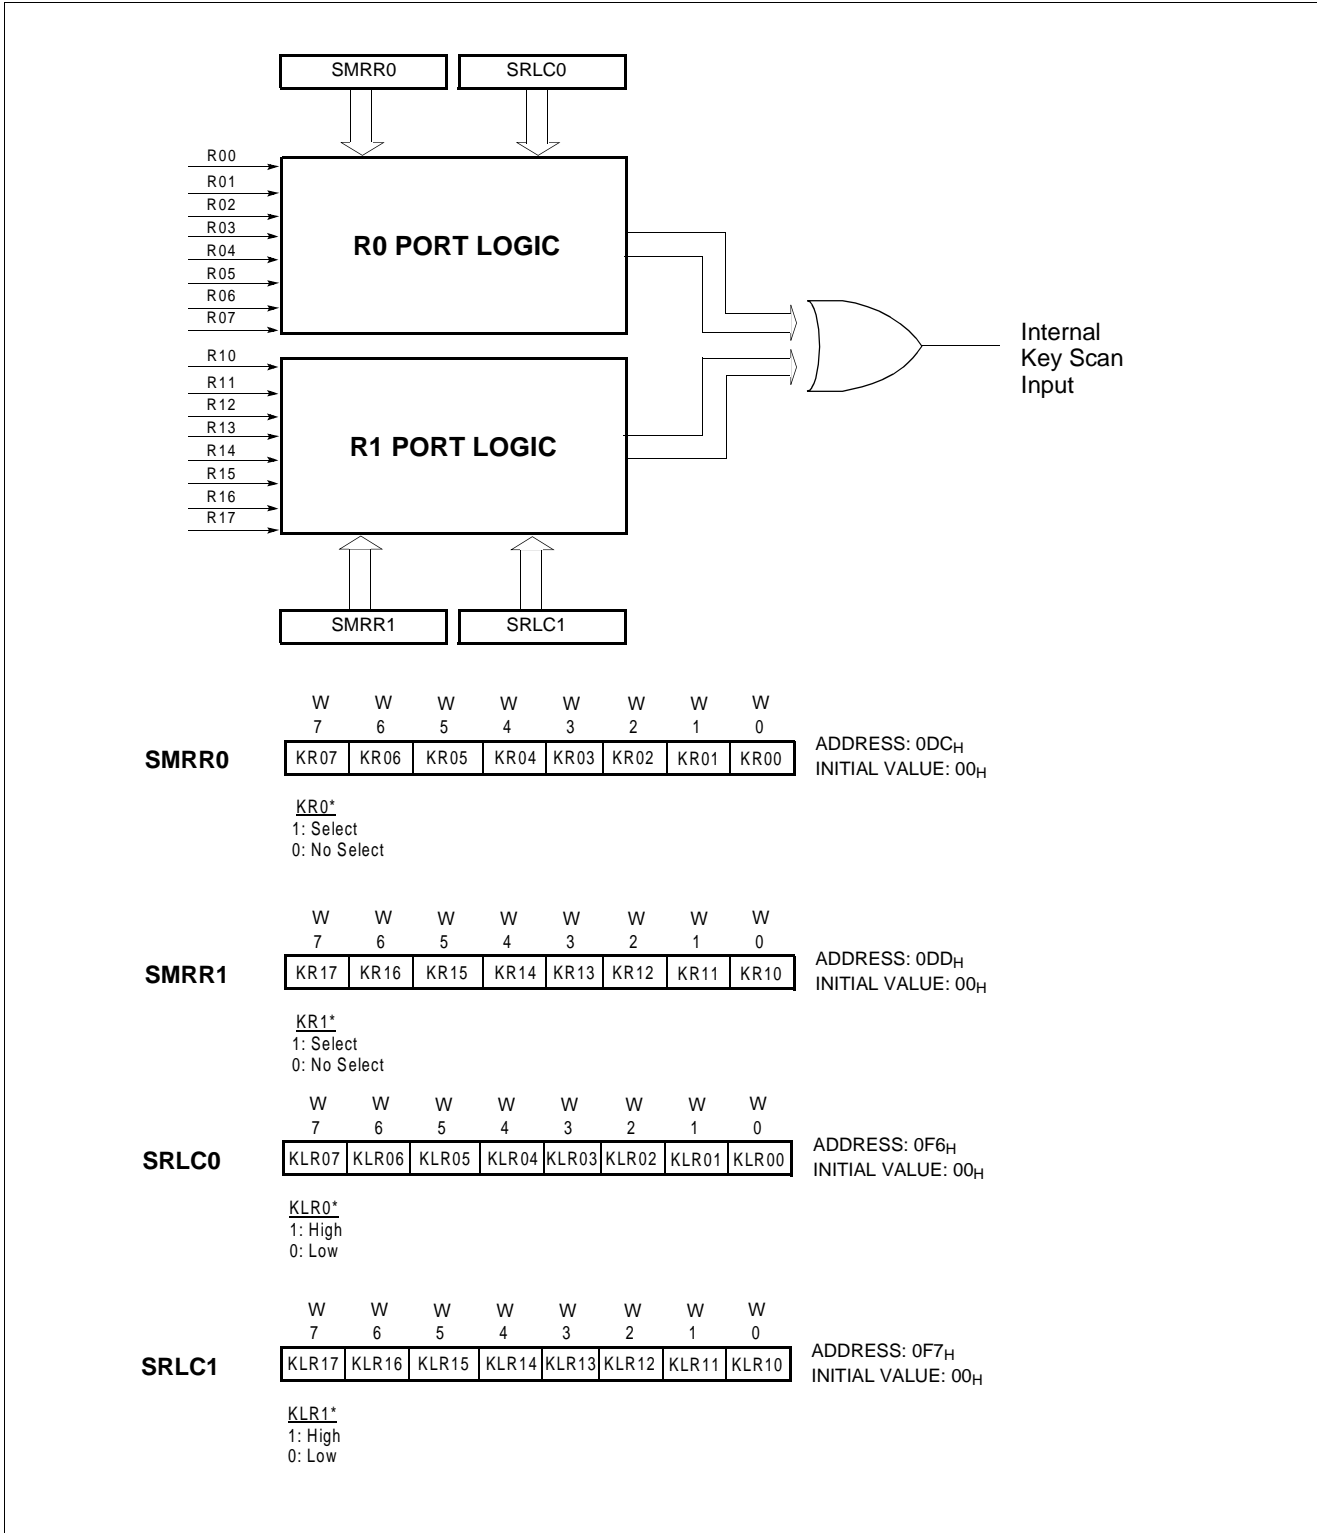 SMRR0 SRLC0
R00
R01
R02
R03
R04
R05
R06
R07
R0 PORT LOGIC
R10
R11
R12
R13
R14
R15
R16
R17
R1 PORT LOGIC
Internal
Key Scan
Input
SMRR1 SRLC1
W W W W W W W W
7 6 5 4 3 2 1 0
SMRR0 KR07 KR06 KR05 KR04 KR03 KR02 KR01 KR00
ADDRESS: 0DCH
INITIAL VALUE: 00H
KR0*
1: Select
0: No Select
W W W W W W W W
7 6 5 4 3 2 1 0
SMRR1 KR17 KR16 KR15 KR14 KR13 KR12 KR11 KR10
ADDRESS: 0DDH
INITIAL VALUE: 00H
KR1*
1: Select
0: No Select
W W W W W W W W
7 6 5 4 3 2 1 0
SRLC0 KLR07 KLR06 KLR05 KLR04 KLR03 KLR02 KLR01 KLR00
ADDRESS: 0F6H
INITIAL VALUE: 00H
KLR0*
1: High
0: Low
W W W W W W W W
7 6 5 4 3 2 1 0
SRLC1 KLR17 KLR16 KLR15 KLR14 KLR13 KLR12 KLR11 KLR10
ADDRESS: 0F7H
INITIAL VALUE: 00H
KLR1*
1: High
0: Low